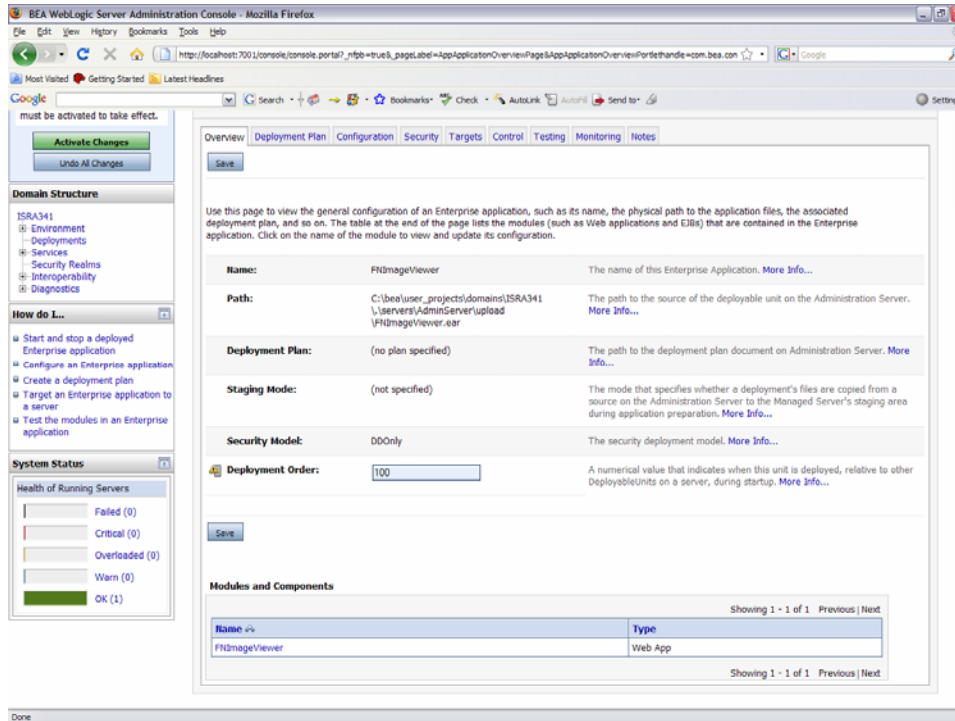 BEA WebLogic Server Administration Console - Mozilla Firefox
File Edit View History Bookmarks Tools Help
http://localhost:7001/console/console.portal?_nfpb=true&_pageLabel=AppApplicationOverviewPage&AppApplicationOverviewPortlethandle=com.bea.con
Google
Most Visited Getting Started Latest Headlines
Google Search Bookmarks Check AutoLink AutoFill Send to Setting
must be activated to take effect.
Activate Changes
Undo All Changes
Domain Structure
ISRA341
Environment
Deployments
Services
Security Realms
Interoperability
Diagnostics
How do I...
Start and stop a deployed
Enterprise application
Configure an Enterprise application
Create a deployment plan
Target an Enterprise application to
a server
Test the modules in an Enterprise
application
System Status
Health of Running Servers
Failed (0)
Critical (0)
Overloaded (0)
Warn (0)
OK (1)
Overview Deployment Plan Configuration Security Targets Control Testing Monitoring Notes
Save
Use this page to view the general configuration of an Enterprise application, such as its name, the physical path to the application files, the associated
deployment plan, and so on. The table at the end of the page lists the modules (such as Web applications and EJBs) that are contained in the Enterprise
application. Click on the name of the module to view and update its configuration.
Name: FNImageViewer The name of this Enterprise Application. More Info...
Path: C:\bea\user_projects\domains\ISRA341 The path to the source of the deployable unit on the Administration Server.
\.\servers\AdminServer\upload More Info...
\FNImageViewer.ear
Deployment Plan: (no plan specified) The path to the deployment plan document on Administration Server. More
Info...
Staging Mode: (not specified) The mode that specifies whether a deployment's files are copied from a
source on the Administration Server to the Managed Server's staging area
during application preparation. More Info...
Security Model: DDOnly The security deployment model. More Info...
Deployment Order: 100 A numerical value that indicates when this unit is deployed, relative to other
DeployableUnits on a server, during startup. More Info...
Save
Modules and Components
Showing 1 - 1 of 1 Previous | Next
Name Type
FNImageViewer Web App
Showing 1 - 1 of 1 Previous | Next
Done